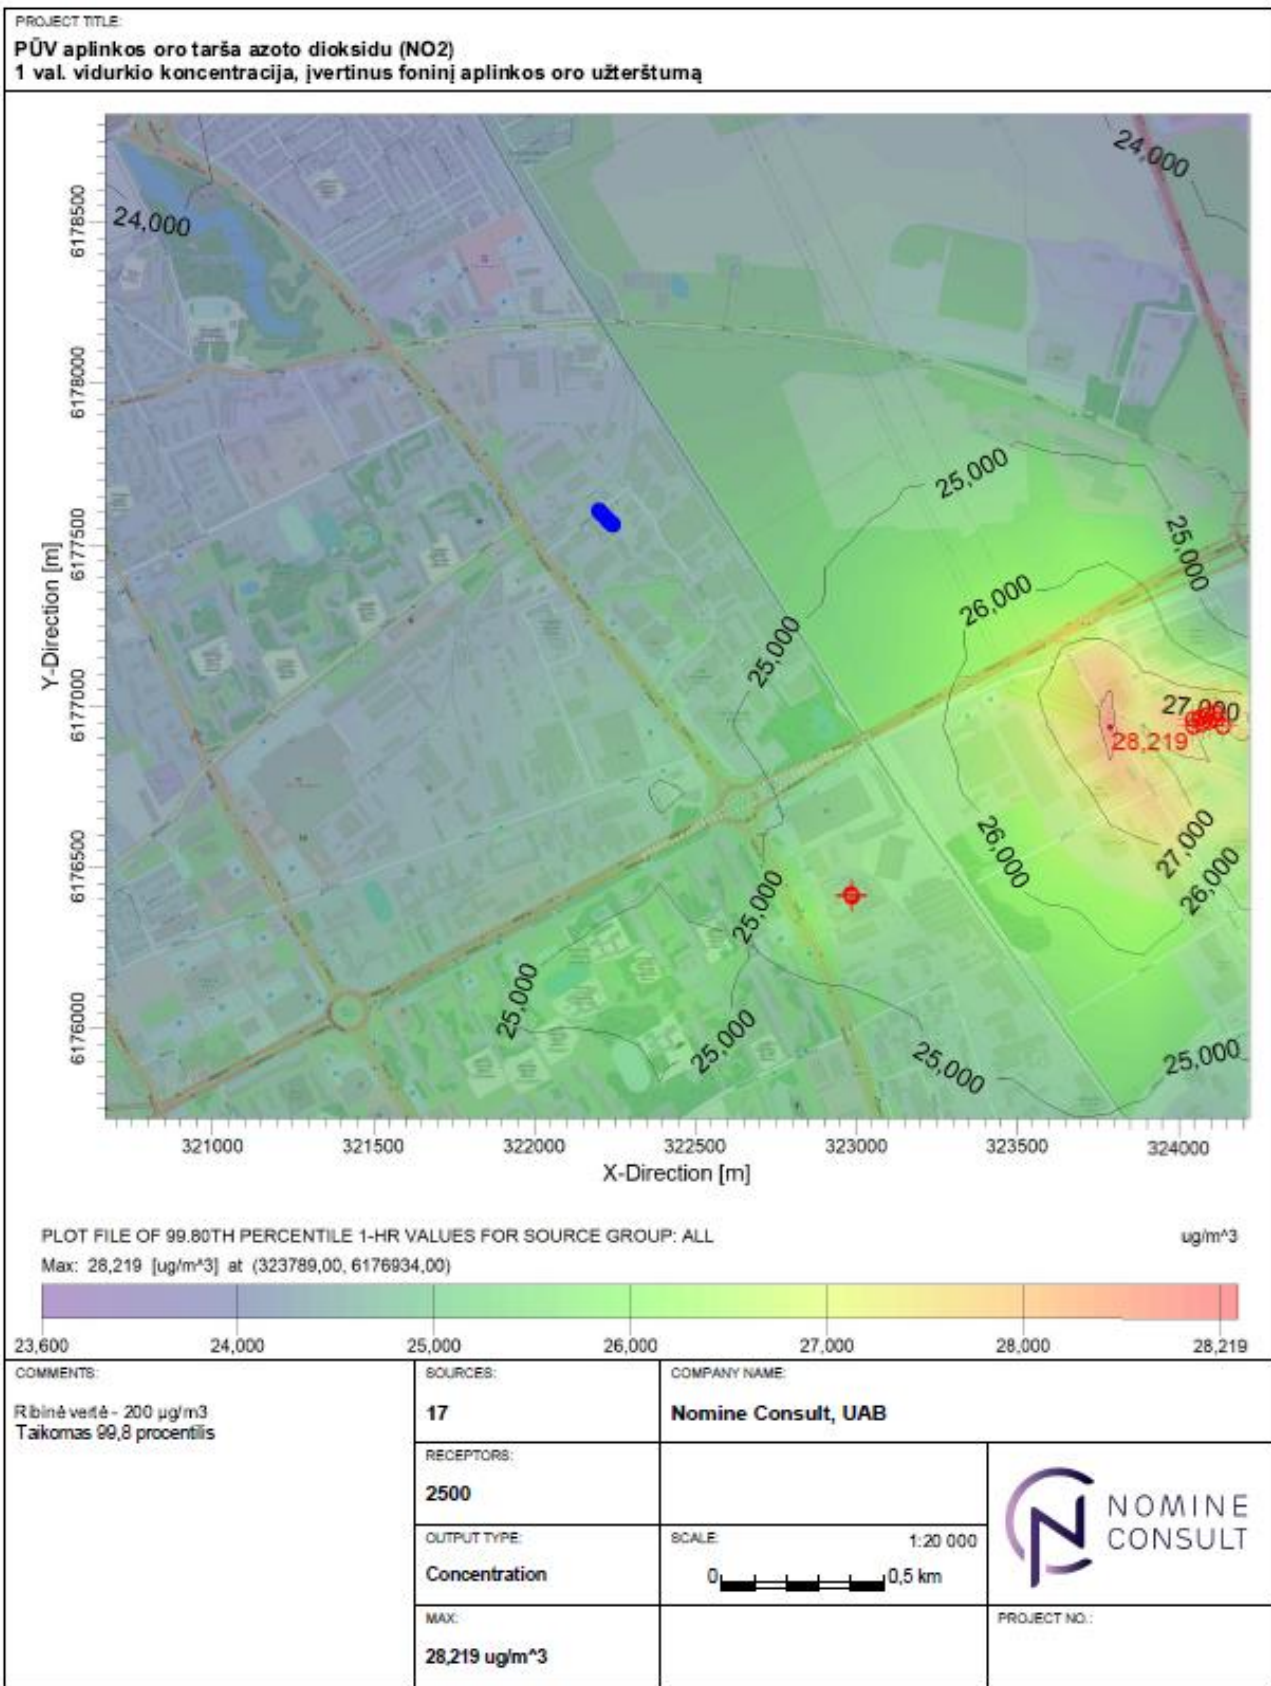 PROJECT TITLE:
PŪV aplinkos oro tarša azoto dioksidu (NO2)
1 val. vidurkio koncentracija, įvertinus foninį aplinkos oro užterštumą
24,000
24,000
25,000
25,000
26,000
25,000
27,000
28,219
26,000
27,000
26,000
25,000
25,000
25,000
25,000
25,000
Y-Direction [m]
6178500
6178000
6177500
6177000
6176500
6176000
321000 321500 322000 322500 323000 323500 324000
X-Direction [m]
PLOT FILE OF 99.80TH PERCENTILE 1-HR VALUES FOR SOURCE GROUP: ALL
ug/m^3
Max: 28,219 [ug/m^3] at (323789,00, 6176934,00)
23,600 24,000 25,000 26,000 27,000 28,000 28,219
COMMENTS:
Ribinė vertė - 200 µg/m3
Taikomas 99,8 procentilis
SOURCES:
17
COMPANY NAME:
Nomine Consult, UAB
RECEPTORS:
2500
OUTPUT TYPE:
Concentration
SCALE:
1:20 000
0 0,5 km
NOMINE
CONSULT
MAX:
28,219 ug/m^3
PROJECT NO.: